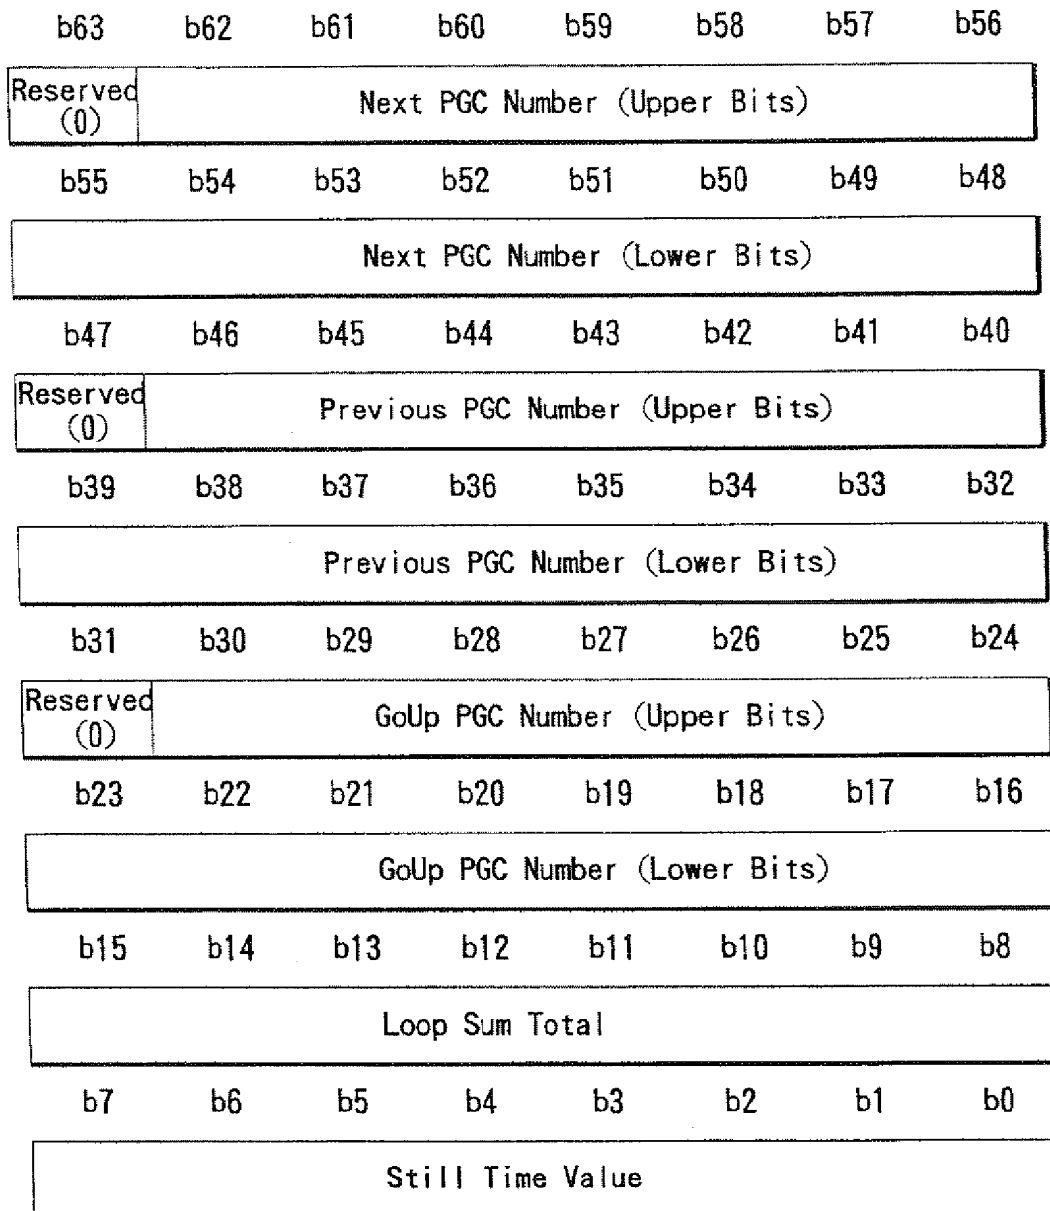 b63 b62 b61 b60 b59 b58 b57 b56
Reserved
(0)
Next PGC Number (Upper Bits)
b55 b54 b53 b52 b51 b50 b49 b48
Next PGC Number (Lower Bits)
b47 b46 b45 b44 b43 b42 b41 b40
Reserved
(0)
Previous PGC Number (Upper Bits)
b39 b38 b37 b36 b35 b34 b33 b32
Previous PGC Number (Lower Bits)
b31 b30 b29 b28 b27 b26 b25 b24
Reserved
(0)
GoUp PGC Number (Upper Bits)
b23 b22 b21 b20 b19 b18 b17 b16
GoUp PGC Number (Lower Bits)
b15 b14 b13 b12 b11 b10 b9 b8
Loop Sum Total
b7 b6 b5 b4 b3 b2 b1 b0
Still Time Value